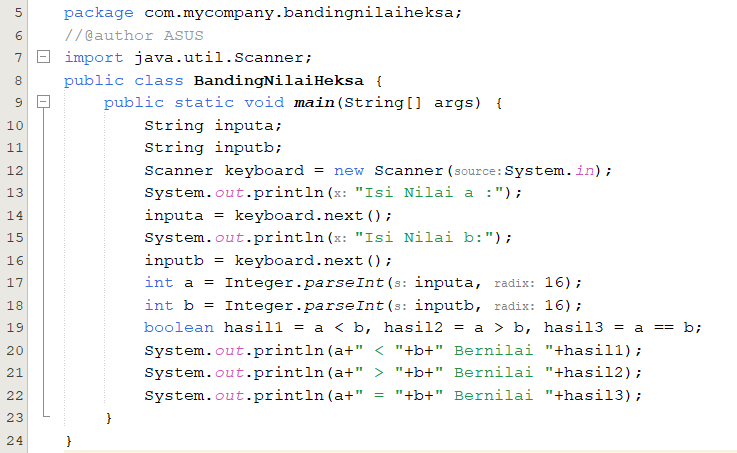 5 package com.mycompany.bandingnilaiheksa;
6 //@author ASUS
7 import java.util.Scanner;
8 public class BandingNilaiHeksa {
9 public static void main(String[] args) {
10 String inputa;
11 String inputb;
12 Scanner keyboard = new Scanner(source: System.in);
13 System.out.println(x: "Isi Nilai a :");
14 inputa = keyboard.next();
15 System.out.println(x: "Isi Nilai b:");
16 inputb = keyboard.next();
17 int a = Integer.parseInt(s: inputa, radix: 16);
18 int b = Integer.parseInt(s: inputb, radix: 16);
19 boolean hasil1 = a < b, hasil2 = a > b, hasil3 = a == b;
20 System.out.println(a+" < "+b+" Bernilai "+hasil1);
21 System.out.println(a+" > "+b+" Bernilai "+hasil2);
22 System.out.println(a+" = "+b+" Bernilai "+hasil3);
23 }
24 }